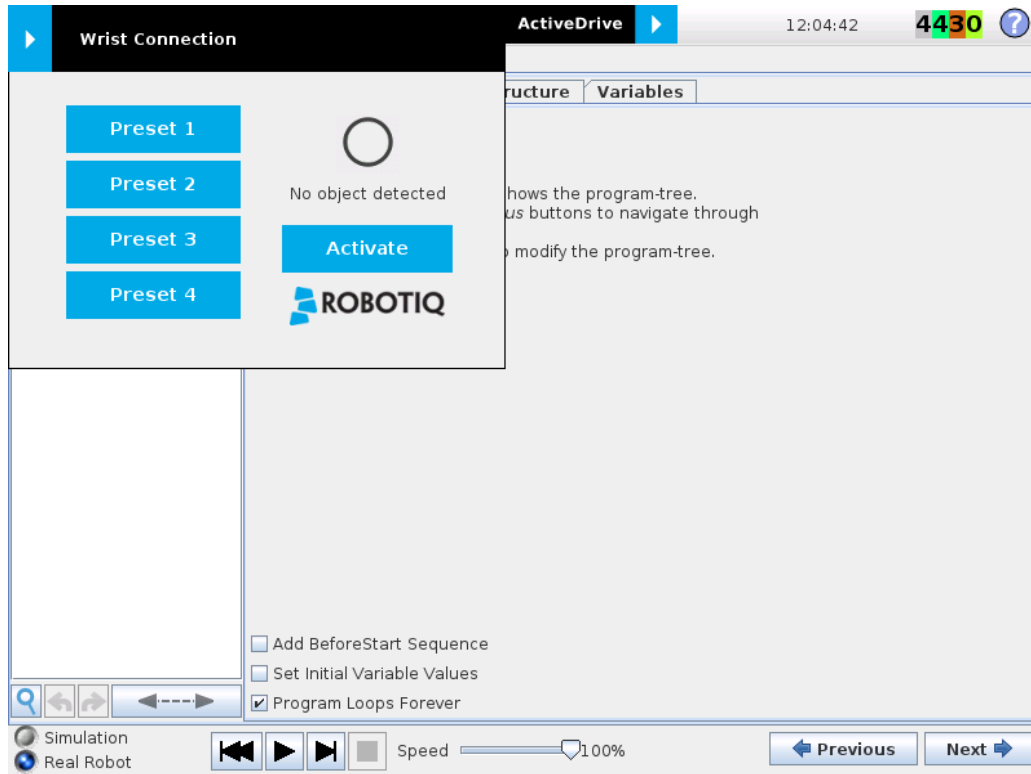 Wrist Connection
ActiveDrive
12:04:42
4430
?
ructure
Variables
Preset 1
Preset 2
Preset 3
Preset 4
No object detected
Activate
ROBOTIQ
hows the program-tree.
us buttons to navigate through
modify the program-tree.
Add BeforeStart Sequence
Set Initial Variable Values
Program Loops Forever
Simulation
Real Robot
Speed
100%
Previous
Next